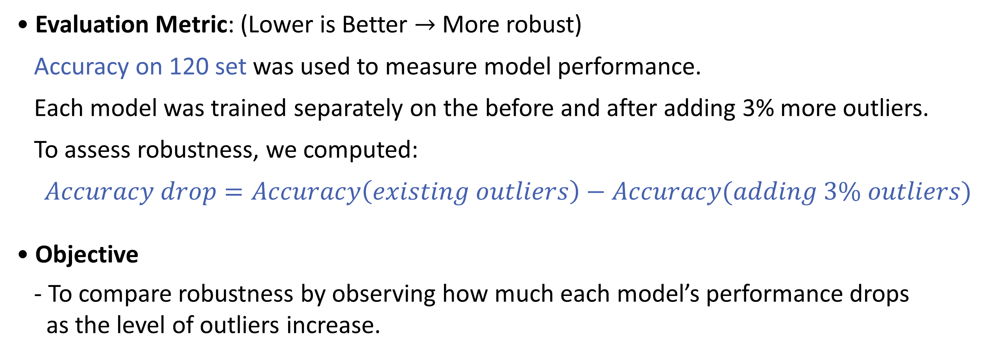 • Evaluation Metric: (Lower is Better → More robust)
Accuracy on 120 set was used to measure model performance.
Each model was trained separately on the before and after adding 3% more outliers.
To assess robustness, we computed:
Accuracy drop = Accuracy(existing outliers) − Accuracy(adding 3% outliers)
• Objective
- To compare robustness by observing how much each model’s performance drops
as the level of outliers increase.